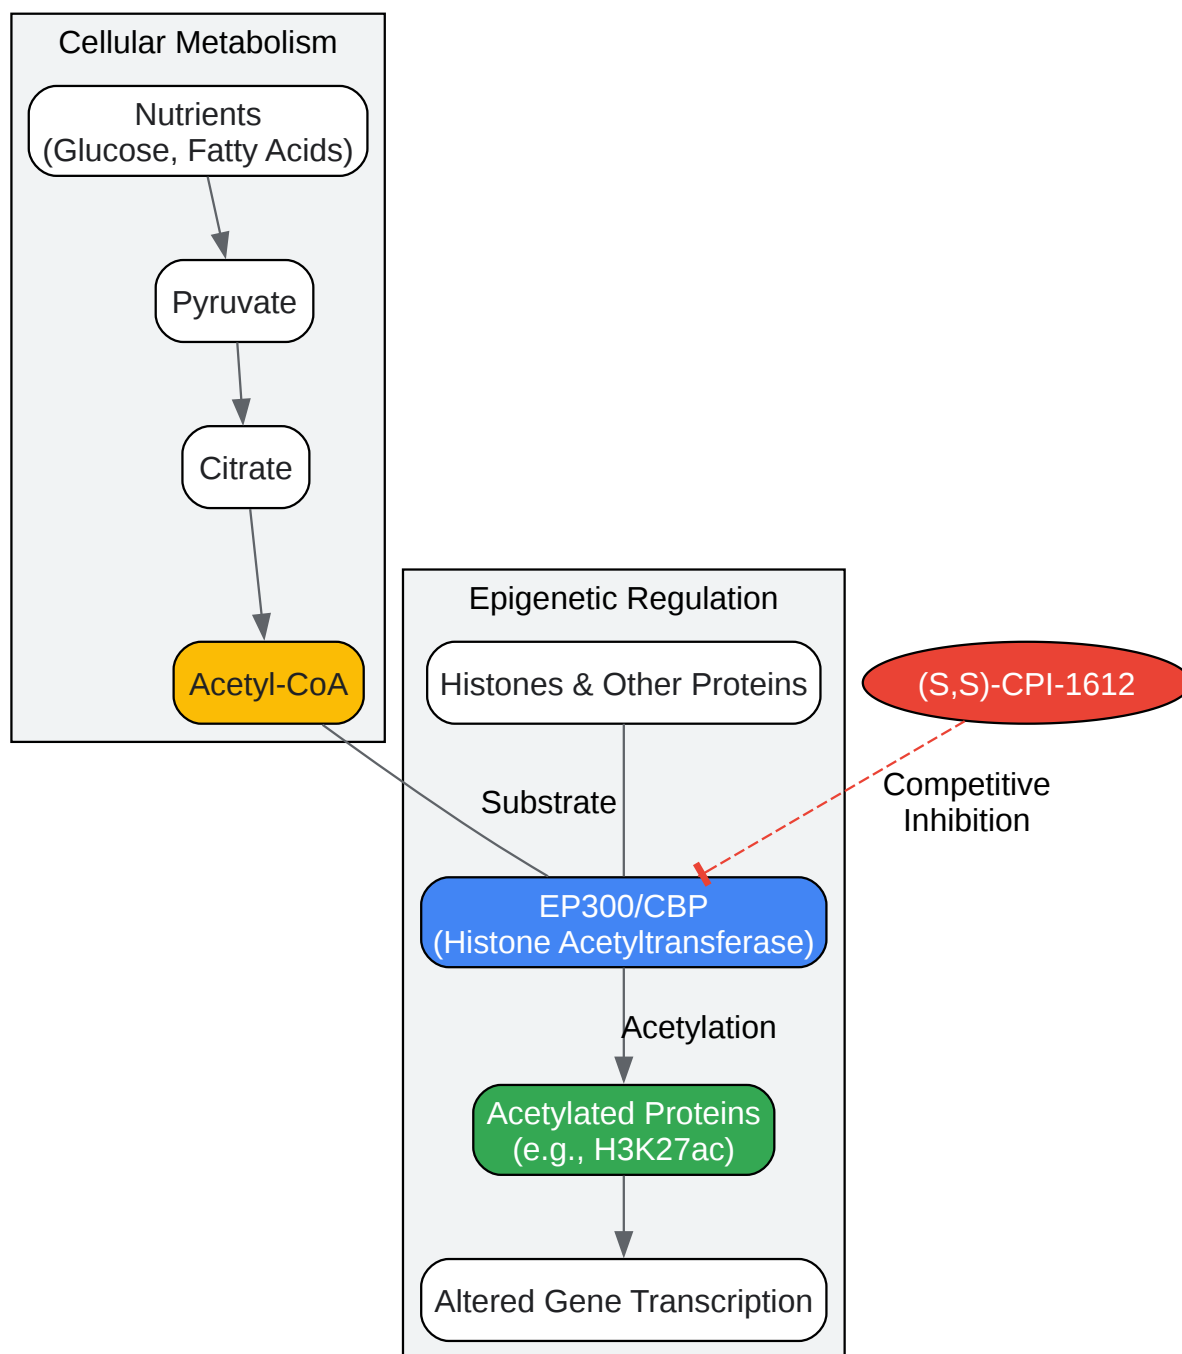 Cellular Metabolism
Nutrients
(Glucose, Fatty Acids)
Pyruvate
Citrate
Acetyl-CoA
Epigenetic Regulation
Histones & Other Proteins
(S,S)-CPI-1612
Substrate
Competitive
Inhibition
EP300/CBP
(Histone Acetyltransferase)
Acetylation
Acetylated Proteins
(e.g., H3K27ac)
Altered Gene Transcription